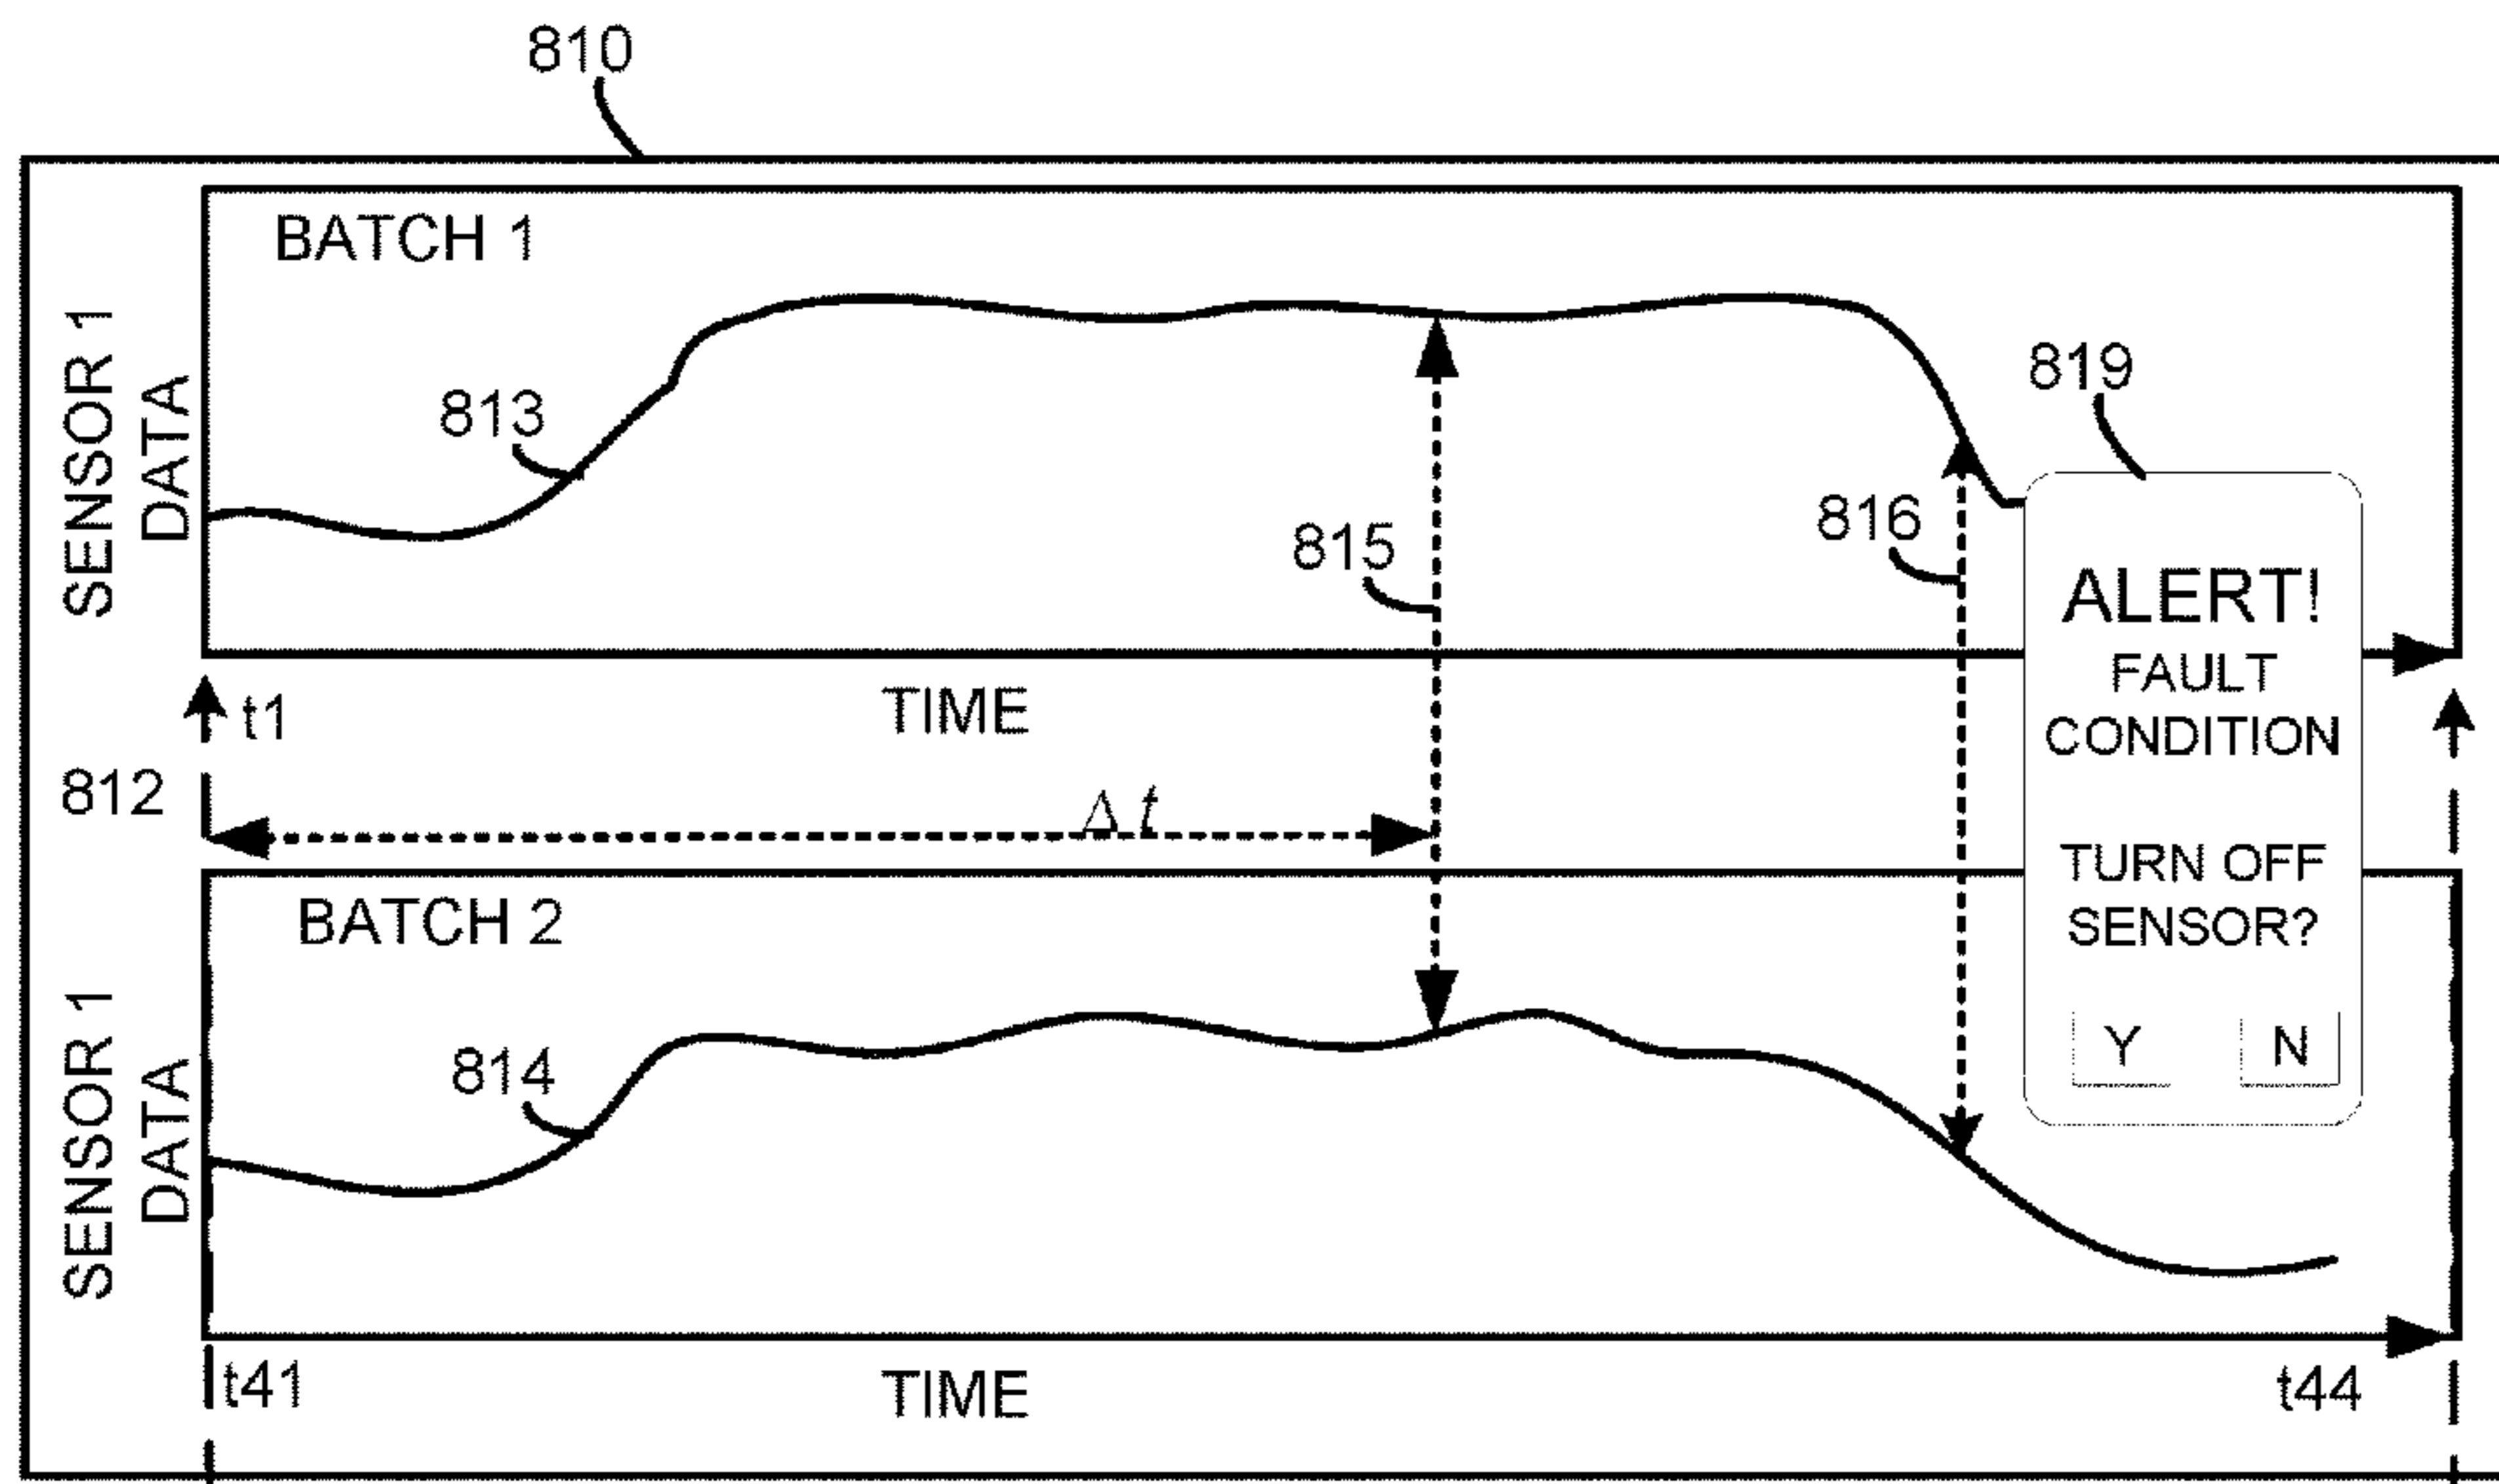 810
BATCH 1
SENSOR 1
DATA
813
815
816
819
ALERT!
FAULT
CONDITION
TURN OFF
SENSOR?
Y N
t1
TIME
812
Δt
BATCH 2
SENSOR 1
DATA
814
t41
TIME
t44